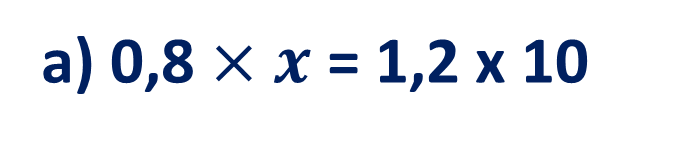 a) 0,8 × x = 1,2 x 10